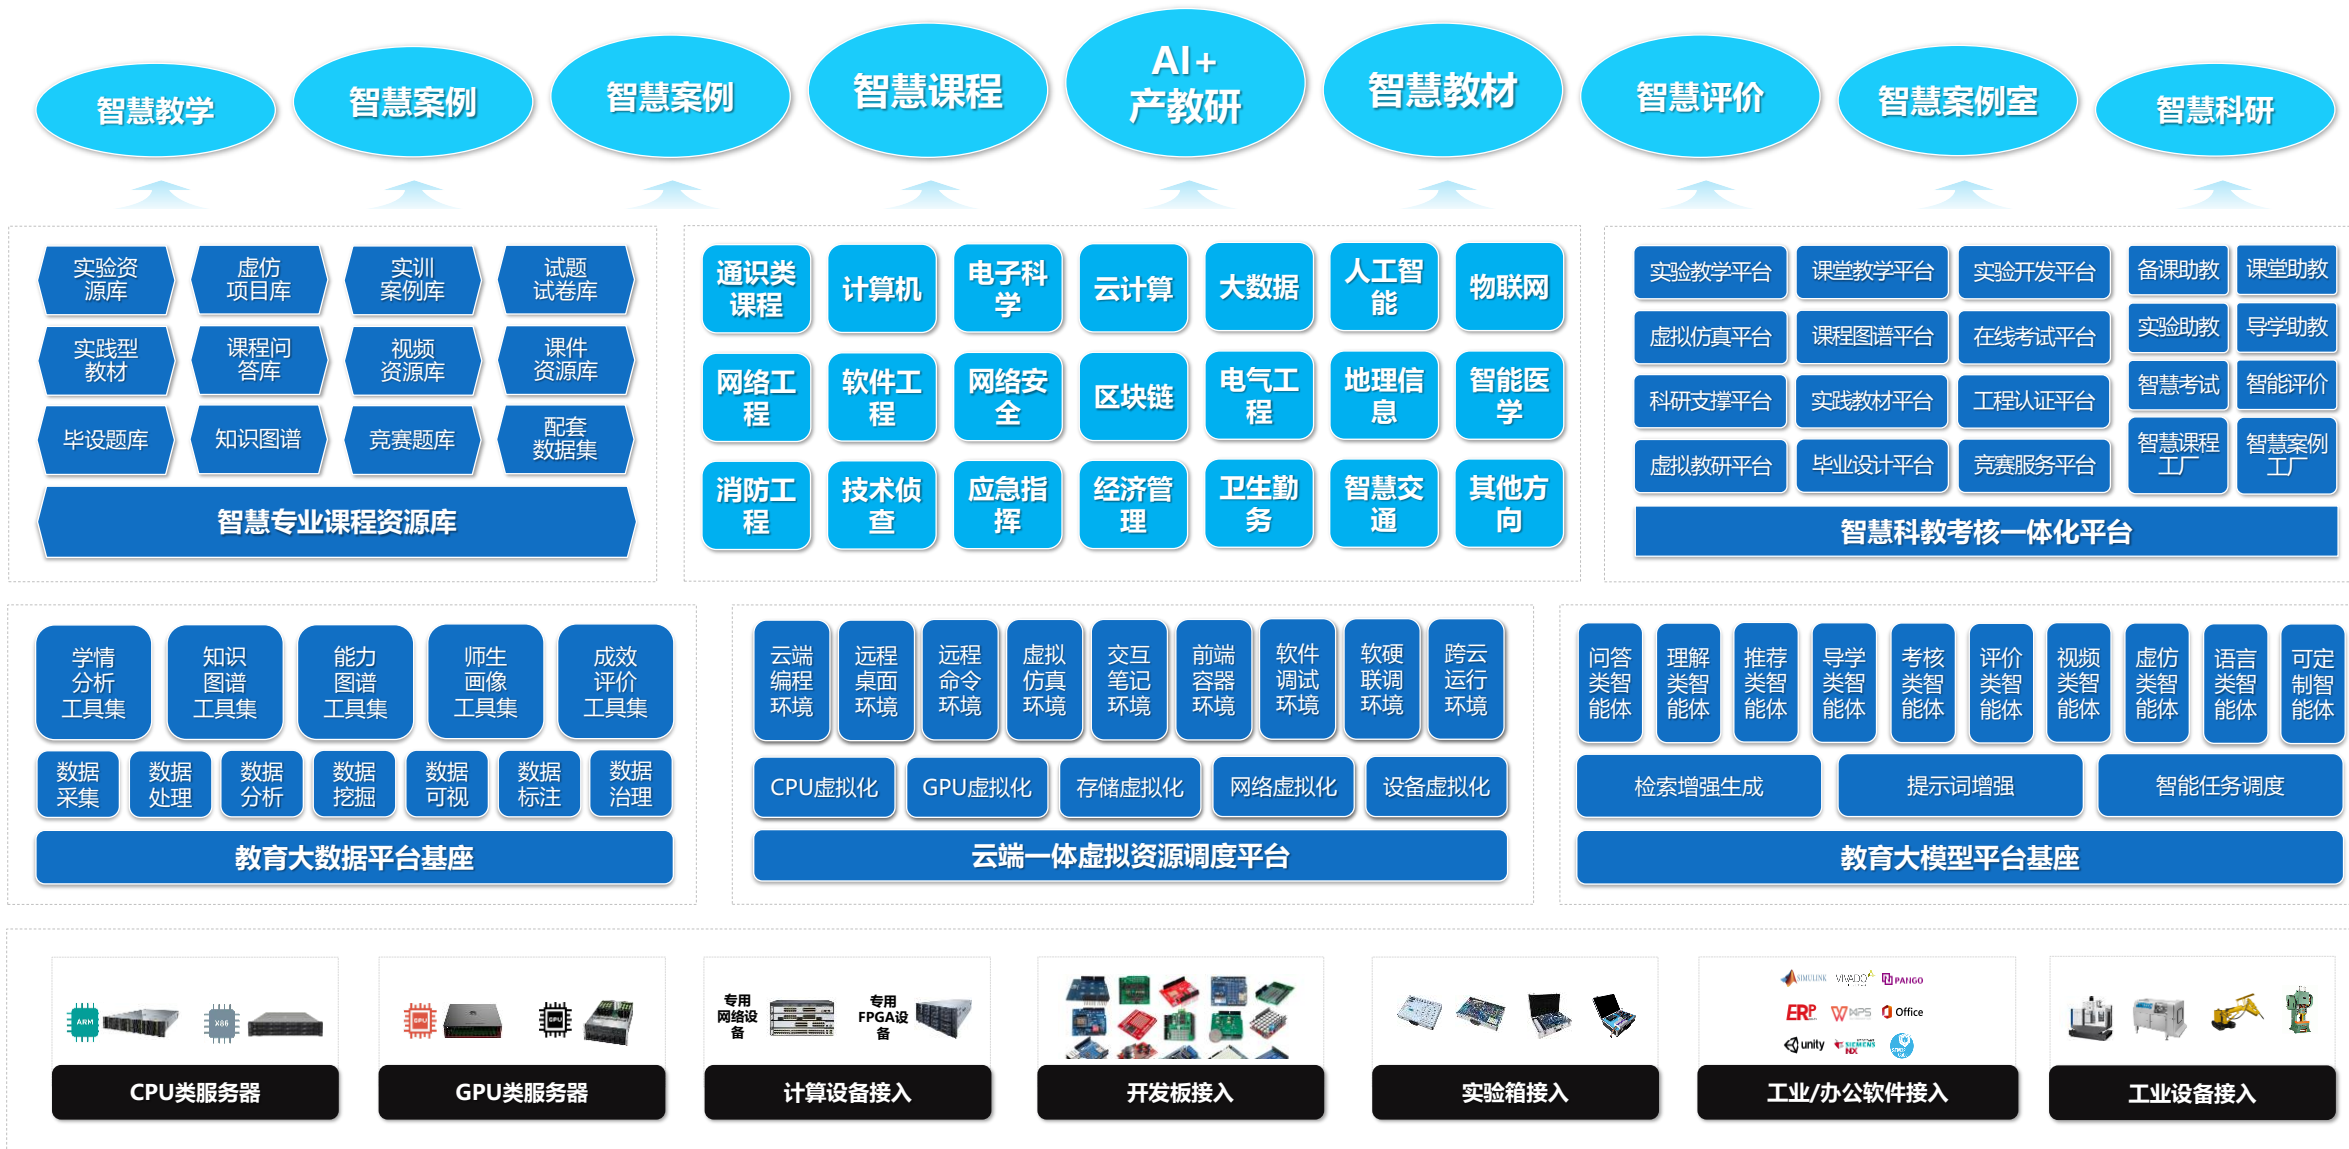 智慧教学
智慧案例
智慧案例
智慧课程
AI+
产教研
智慧教材
智慧评价
智慧案例室
智慧科研
实验资
源库
虚仿
项目库
实训
案例库
试题
试卷库
实践型
教材
课程问
答库
视频
资源库
课件
资源库
毕设题库
知识图谱
竞赛题库
配套
数据集
智慧专业课程资源库
通识类
课程
计算机
电子科
学
云计算
大数据
人工智
能
物联网
网络工
程
软件工
程
网络安
全
区块链
电气工
程
地理信
息
智能医
学
消防工
程
技术侦
查
应急指
挥
经济管
理
卫生勤
务
智慧交
通
其他方
向
实验教学平台
课堂教学平台
实验开发平台
备课助教
课堂助教
虚拟仿真平台
课程图谱平台
在线考试平台
实验助教
导学助教
科研支撑平台
实践教材平台
工程认证平台
智慧考试
智能评价
虚拟教研平台
毕业设计平台
竞赛服务平台
智慧课程
工厂
智慧案例
工厂
智慧科教考核一体化平台
学情
分析
工具集
知识
图谱
工具集
能力
图谱
工具集
师生
画像
工具集
成效
评价
工具集
数据
采集
数据
处理
数据
分析
数据
挖掘
数据
可视
数据
标注
数据
治理
教育大数据平台基座
云端
编程
环境
远程
桌面
环境
远程
命令
环境
虚拟
仿真
环境
交互
笔记
环境
前端
容器
环境
软件
调试
环境
软硬
联调
环境
跨云
运行
环境
CPU虚拟化
GPU虚拟化
存储虚拟化
网络虚拟化
设备虚拟化
云端一体虚拟资源调度平台
问答
类智
能体
理解
类智
能体
推荐
类智
能体
导学
类智
能体
考核
类智
能体
评价
类智
能体
视频
类智
能体
虚仿
类智
能体
语言
类智
能体
可定
制智
能体
检索增强生成
提示词增强
智能任务调度
教育大模型平台基座
ARM
X86
CPU类服务器
GPU
GPU
GPU类服务器
专用
网络设
备
专用
FPGA设
备
计算设备接入
开发板接入
实验箱接入
SIMULINK
VIVADO
PANGO
ERP
WPS
Office
unity
SIEMENS
NX
工业/办公软件接入
工业设备接入